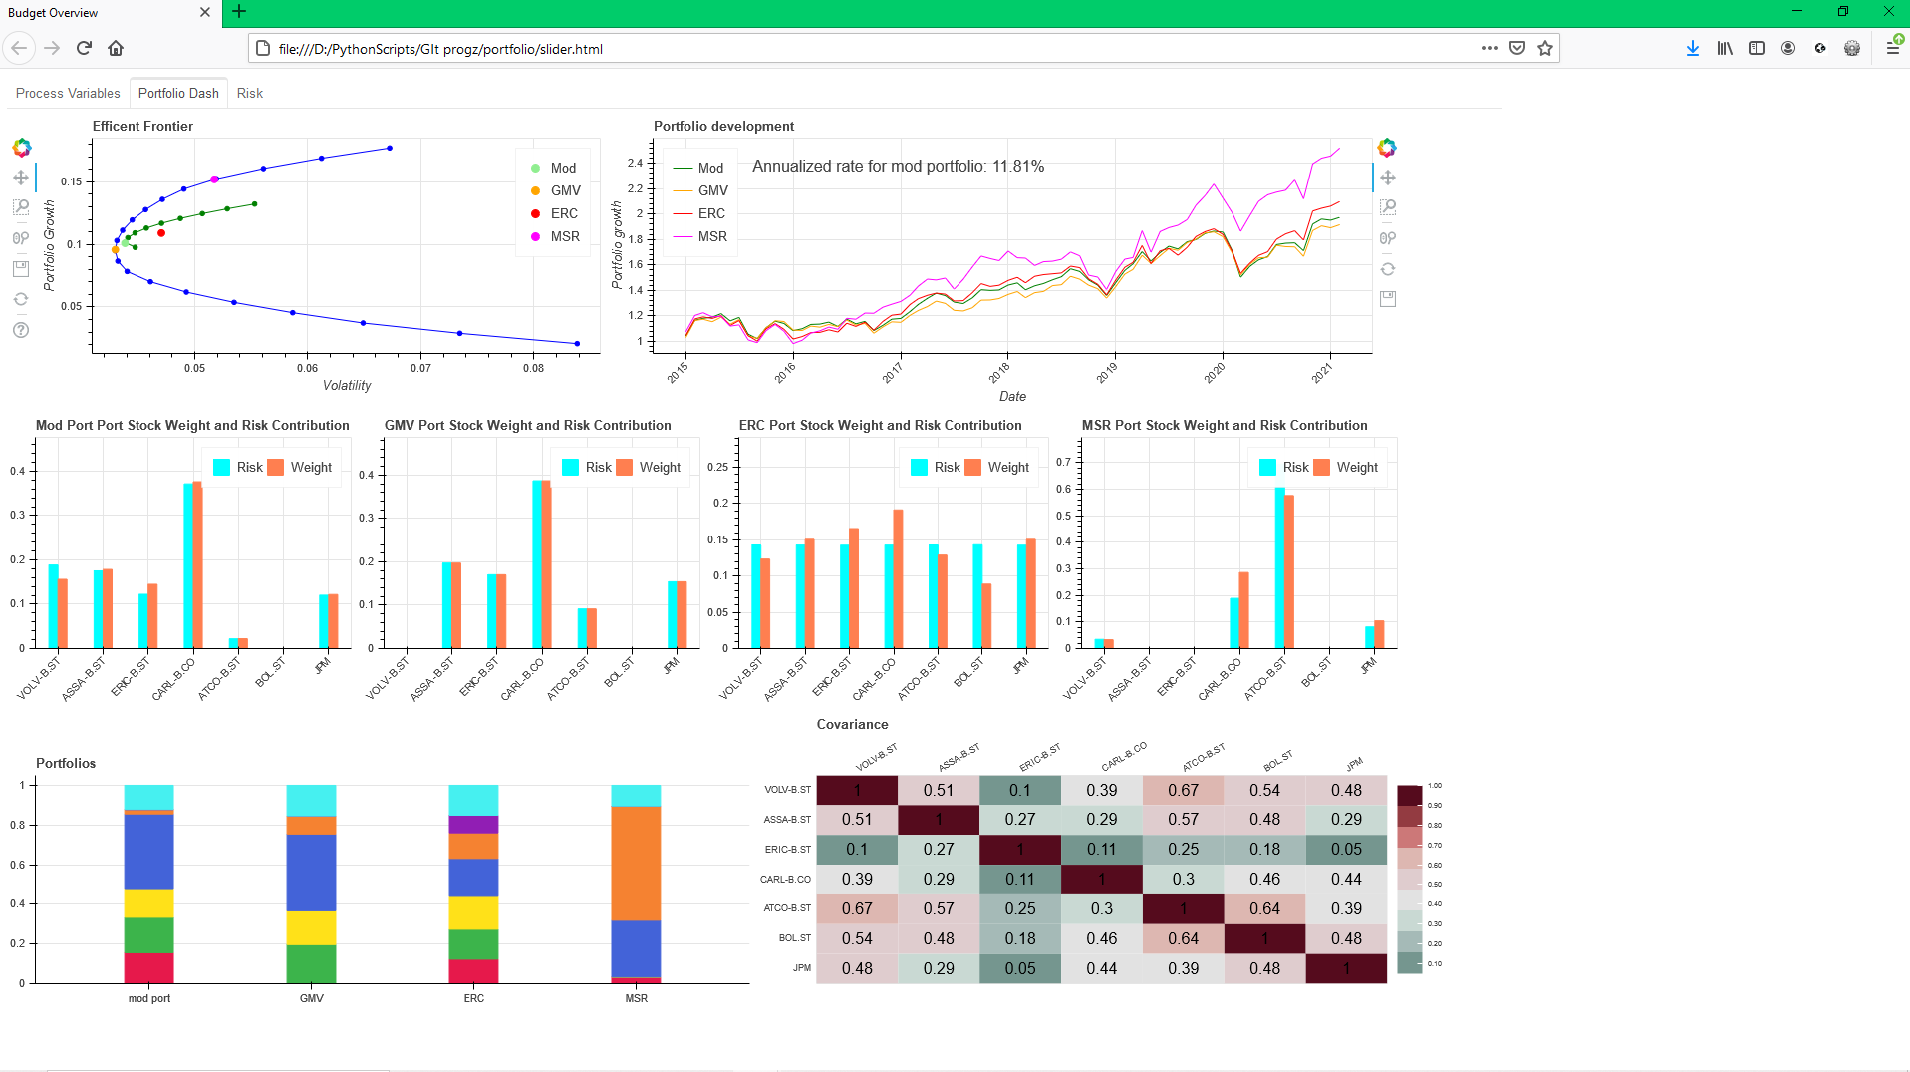 Budget Overview
file:///D:/PythonScripts/GIt progz/portfolio/slider.html
Process Variables Portfolio Dash Risk
Efficent Frontier
Portfolio Growth
0.15
0.1
0.05
Mod
GMV
ERC
MSR
0.05 0.06 0.07 0.08
Volatility
Portfolio development
Portfolio growth
2.4
2.2
2
1.8
1.6
1.4
1.2
1
Mod
GMV
ERC
MSR
Annualized rate for mod portfolio: 11.81%
2015 2016 2017 2018 2019 2020 2021
Date
Mod Port Port Stock Weight and Risk Contribution
Risk Weight
0.4
0.3
0.2
0.1
0
VOLV-B.ST ASSA-B.ST ERIC-B.ST CARL-B.CO ATCO-B.ST BOL.ST JPM
GMV Port Stock Weight and Risk Contribution
Risk Weight
0.4
0.3
0.2
0.1
0
VOLV-B.ST ASSA-B.ST ERIC-B.ST CARL-B.CO ATCO-B.ST BOL.ST JPM
ERC Port Stock Weight and Risk Contribution
Risk Weight
0.25
0.2
0.15
0.1
0.05
0
VOLV-B.ST ASSA-B.ST ERIC-B.ST CARL-B.CO ATCO-B.ST BOL.ST JPM
MSR Port Stock Weight and Risk Contribution
Risk Weight
0.7
0.6
0.5
0.4
0.3
0.2
0.1
0
VOLV-B.ST ASSA-B.ST ERIC-B.ST CARL-B.CO ATCO-B.ST BOL.ST JPM
Portfolios
1
0.8
0.6
0.4
0.2
0
mod port GMV ERC MSR
Covariance
VOLV-B.ST ASSA-B.ST ERIC-B.ST CARL-B.CO ATCO-B.ST BOL.ST JPM
VOLV-B.ST 1 0.51 0.1 0.39 0.67 0.54 0.48
ASSA-B.ST 0.51 1 0.27 0.29 0.57 0.48 0.29
ERIC-B.ST 0.1 0.27 1 0.11 0.25 0.18 0.05
CARL-B.CO 0.39 0.29 0.11 1 0.3 0.46 0.44
ATCO-B.ST 0.67 0.57 0.25 0.3 1 0.64 0.39
BOL.ST 0.54 0.48 0.18 0.46 0.64 1 0.48
JPM 0.48 0.29 0.05 0.44 0.39 0.48 1
1.00
0.90
0.80
0.70
0.60
0.50
0.40
0.30
0.20
0.10